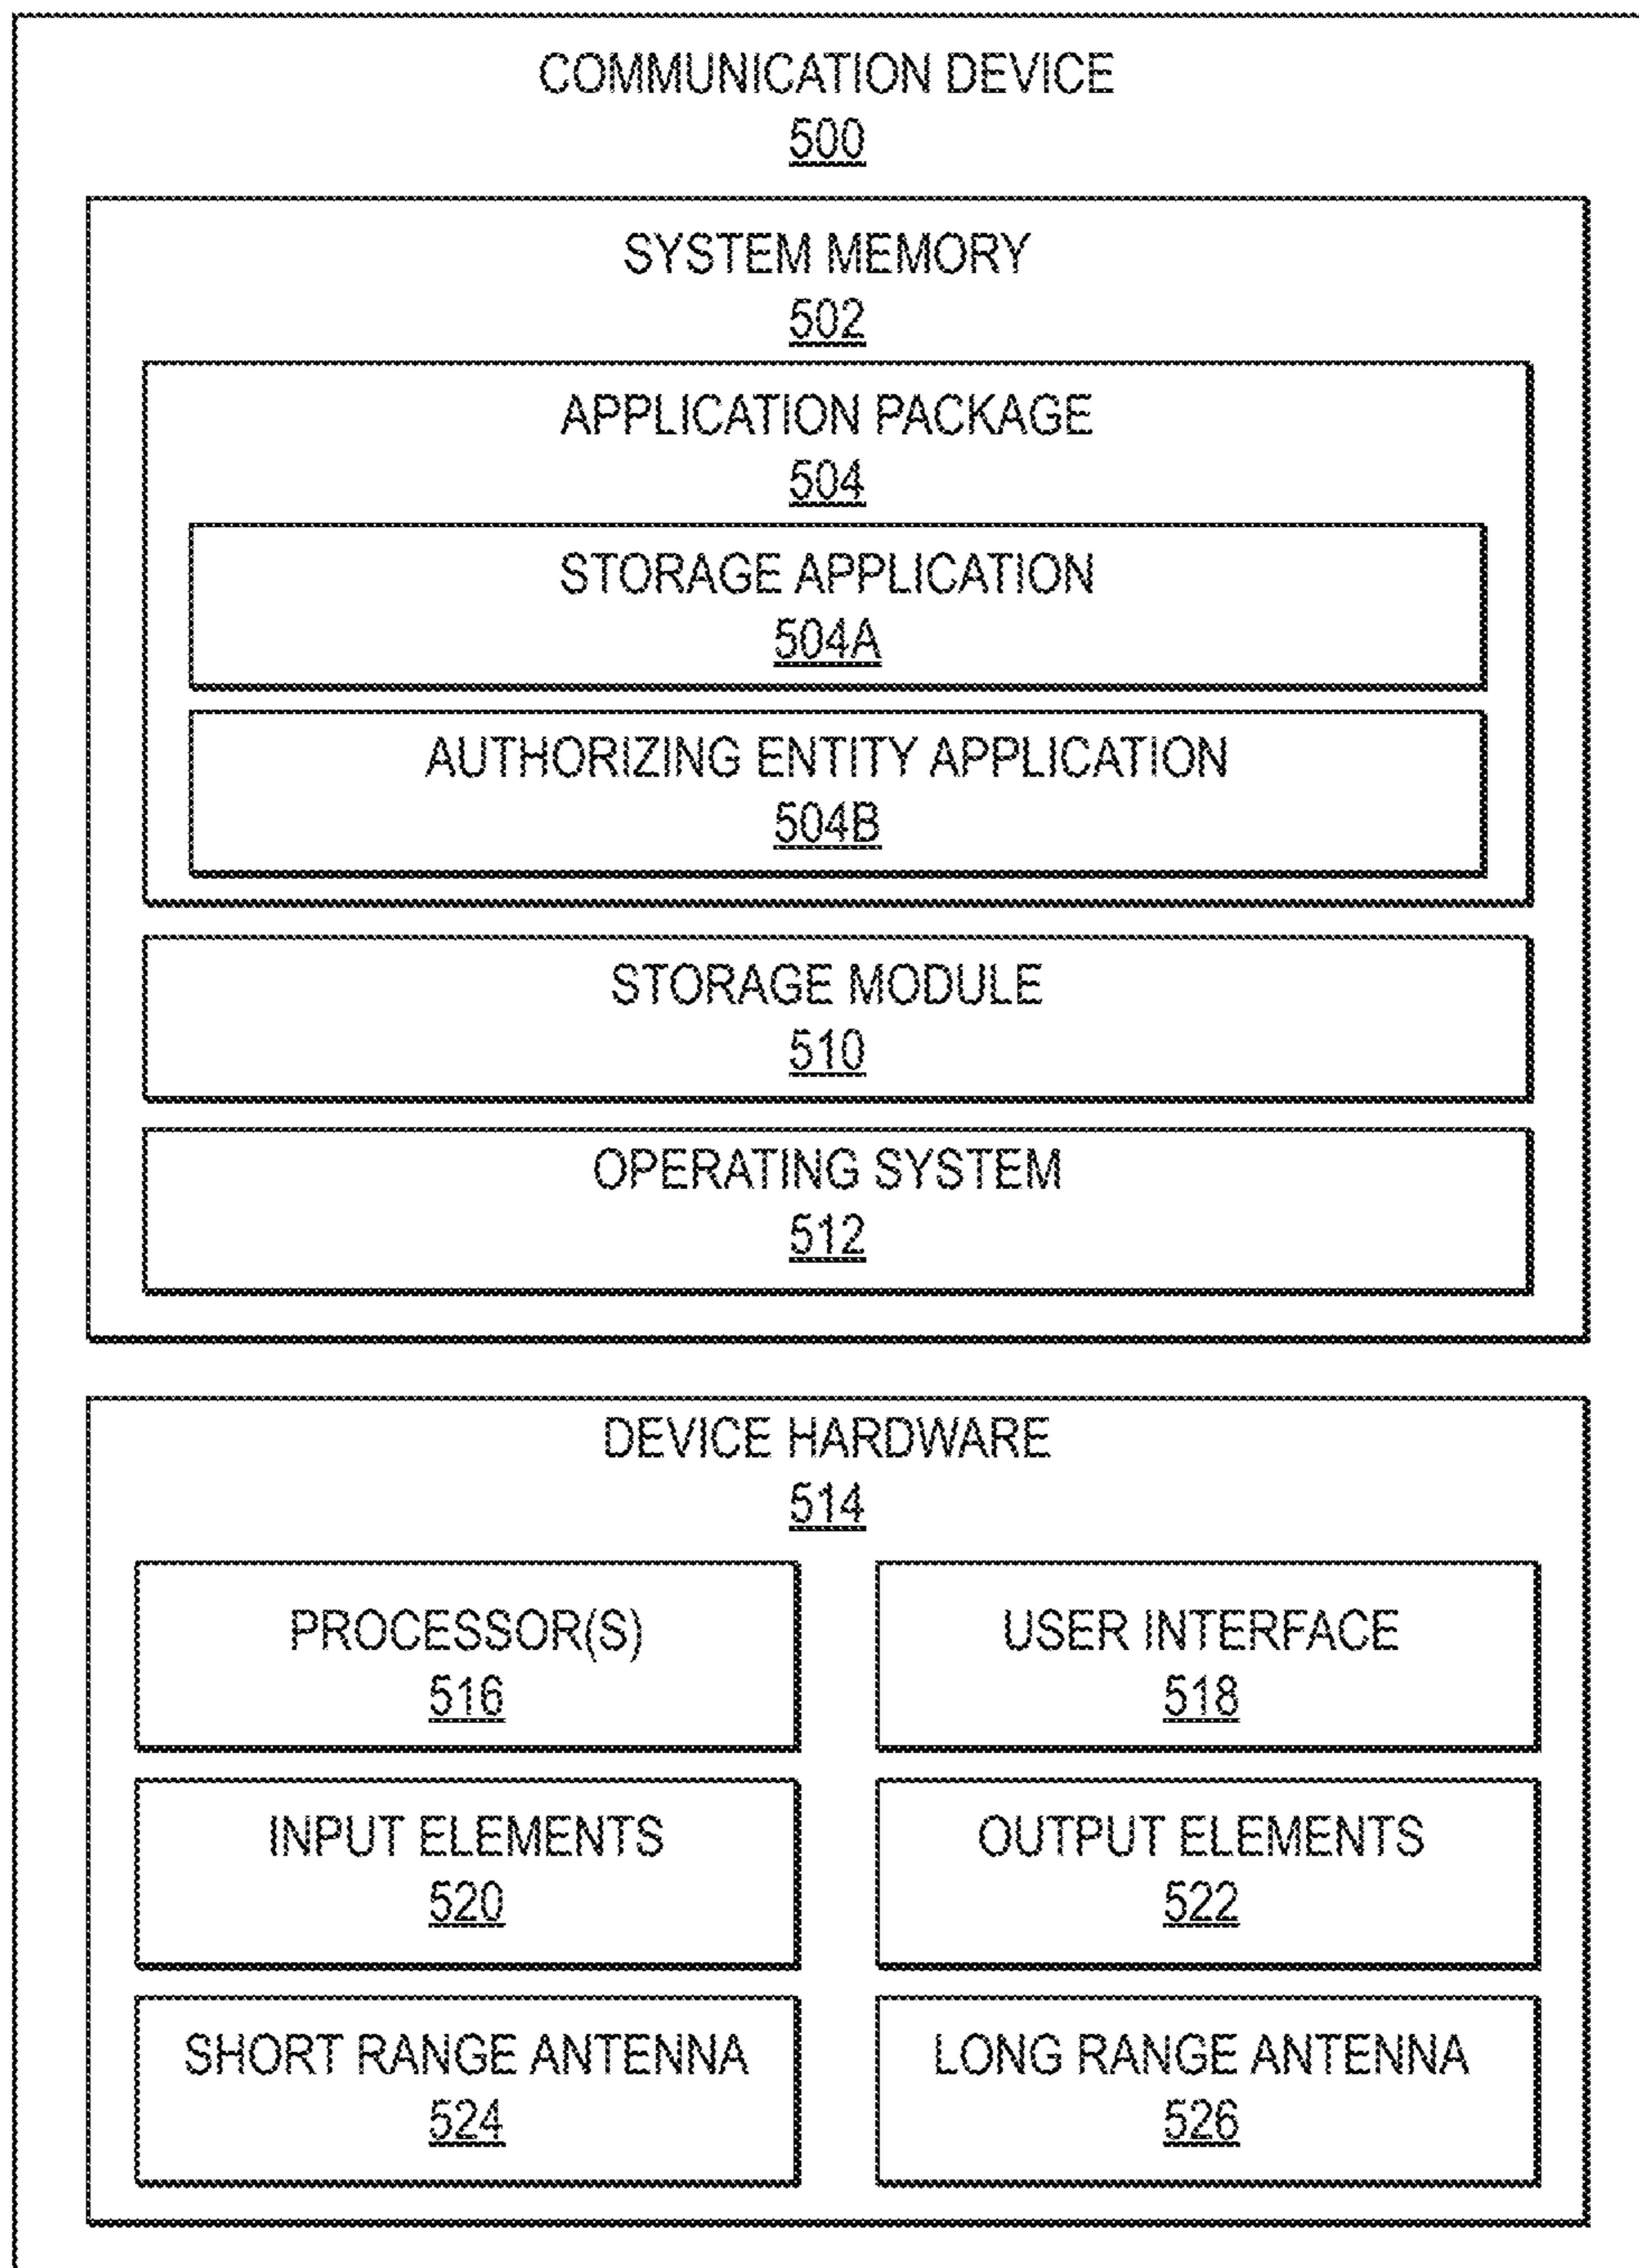 COMMUNICATION DEVICE
500
SYSTEM MEMORY
502
APPLICATION PACKAGE
504
STORAGE APPLICATION
504A
AUTHORIZING ENTITY APPLICATION
504B
STORAGE MODULE
510
OPERATING SYSTEM
512
DEVICE HARDWARE
514
PROCESSOR(S)
516
USER INTERFACE
518
INPUT ELEMENTS
520
OUTPUT ELEMENTS
522
SHORT RANGE ANTENNA
524
LONG RANGE ANTENNA
526